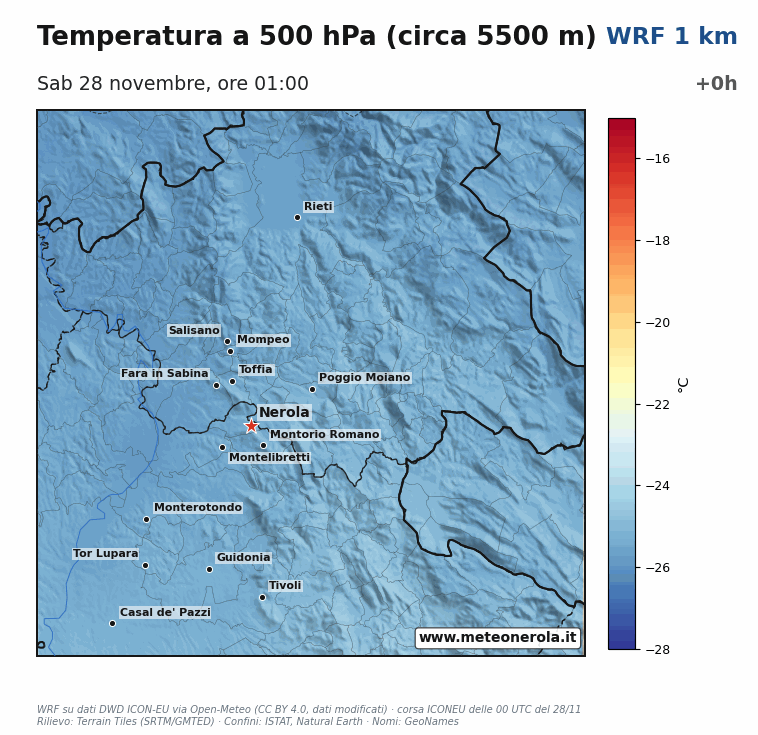 Temperatura a 500 hPa (circa 5500 m) WRF 1 km
Sab 28 novembre, ore 01:00 +0h
Rieti
Salisano
Mompeo
Toffia
Fara in Sabina
Poggio Moiano
Nerola
Montorio Romano
Montelibretti
Monterotondo
Tor Lupara
Guidonia
Tivoli
Casal de' Pazzi
www.meteonerola.it
−16
−18
−20
−22
−24
−26
−28
°C
WRF su dati DWD ICON-EU via Open-Meteo (CC BY 4.0, dati modificati) · corsa ICONEU delle 00 UTC del 28/11
Rilievo: Terrain Tiles (SRTM/GMTED) · Confini: ISTAT, Natural Earth · Nomi: GeoNames